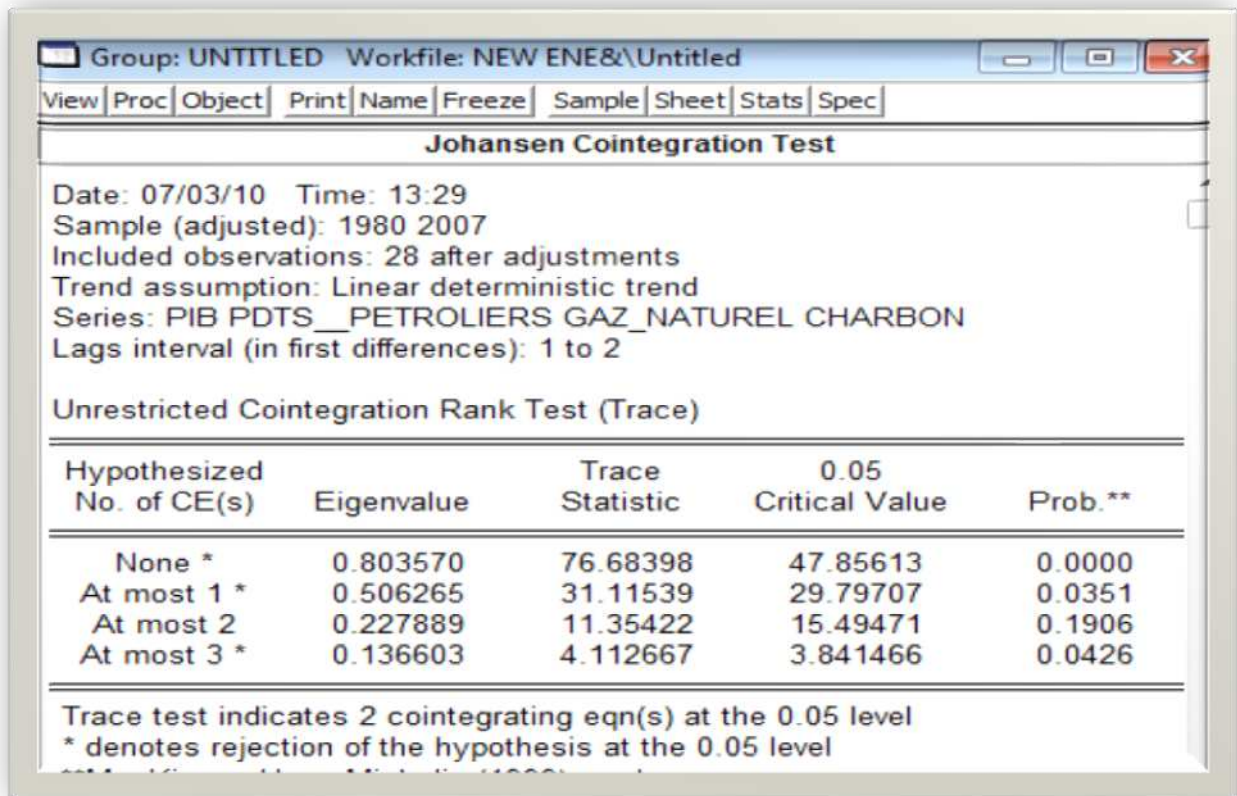 Group: UNTITLED Workfile: NEW ENE&\Untitled
View Proc Object Print Name Freeze Sample Sheet Stats Spec
Johansen Cointegration Test
Date: 07/03/10 Time: 13:29
Sample (adjusted): 1980 2007
Included observations: 28 after adjustments
Trend assumption: Linear deterministic trend
Series: PIB PDTS__PETROLIERS GAZ_NATUREL CHARBON
Lags interval (in first differences): 1 to 2
Unrestricted Cointegration Rank Test (Trace)
Hypothesized Trace 0.05
No. of CE(s) Eigenvalue Statistic Critical Value Prob.**
None * 0.803570 76.68398 47.85613 0.0000
At most 1 * 0.506265 31.11539 29.79707 0.0351
At most 2 0.227889 11.35422 15.49471 0.1906
At most 3 * 0.136603 4.112667 3.841466 0.0426
Trace test indicates 2 cointegrating eqn(s) at the 0.05 level
* denotes rejection of the hypothesis at the 0.05 level